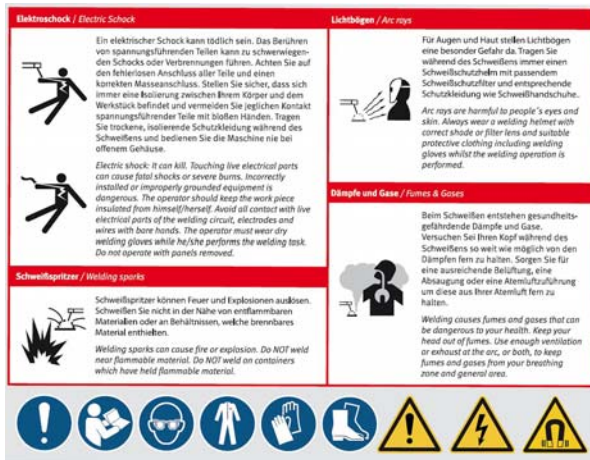 Elektroschock / Electric Schock
Ein elektrischer Schock kann tödlich sein. Das Berühren
von spannungsführenden Teilen kann zu schwerwiegen-
den Schocks oder Verbrennungen führen. Achten Sie auf
den fehlerlosen Anschluss aller Teile und einen
korrekten Masseanschluss. Stellen Sie sicher, dass sich
immer eine Isolierung zwischen Ihrem Körper und dem
Werkstück befindet und vermeiden Sie jeglichen Kontakt
spannungsführender Teile mit bloßen Händen. Tragen
Sie trockene, isolierende Schutzkleidung während des
Schweißens und bedienen Sie die Maschine nie bei
offenem Gehäuse.
Electric shock: It can kill. Touching live electrical parts
can cause fatal shocks or severe burns. Incorrectly
installed or improperly grounded equipment is
dangerous. The operator should keep the work piece
insulated from himself/herself. Avoid all contact with live
electrical parts of the welding circuit, electrodes and
wires with bare hands. The operator must wear dry
welding gloves while he/she performs the welding task.
Do not operate with panels removed.
Schweißspritzer / Welding sparks
Schweißspritzer können Feuer und Explosionen auslösen.
Schweißen Sie nicht in der Nähe von entflammbaren
Materialien oder an Behältnissen, welche brennbares
Material enthielten.
Welding sparks can cause fire or explosion. Do NOT weld
near flammable material. Do NOT weld on containers
which have held flammable material.
Lichtbögen / Arc rays
Für Augen und Haut stellen Lichtbögen
eine besonder Gefahr da. Tragen Sie
während des Schweißens immer einen
Schweißschutzhelm mit passendem
Schweißschutzfilter und entsprechende
Schutzkleidung wie Schweißhandschuhe.
Arc rays are harmful to people´s eyes and
skin. Always wear a welding helmet with
correct shade or filter lens and suitable
protective clothing including welding
gloves whilst the welding operation is
performed.
Dämpfe und Gase / Fumes & Gases
Beim Schweißen entstehen gesundheits-
gefährdende Dämpfe und Gase.
Versuchen Sie Ihren Kopf während des
Schweißens so weit wie möglich von den
Dämpfen fern zu halten. Sorgen Sie für
eine ausreichende Belüftung, eine
Absaugung oder eine Atemluftzuführung
um diese aus Ihrer Atemluft fern zu
halten.
Welding causes fumes and gases that can
be dangerous to your health. Keep your
head out of fumes. Use enough ventilation
or exhaust at the arc, or both, to keep
fumes and gases from your breathing
zone and general area.